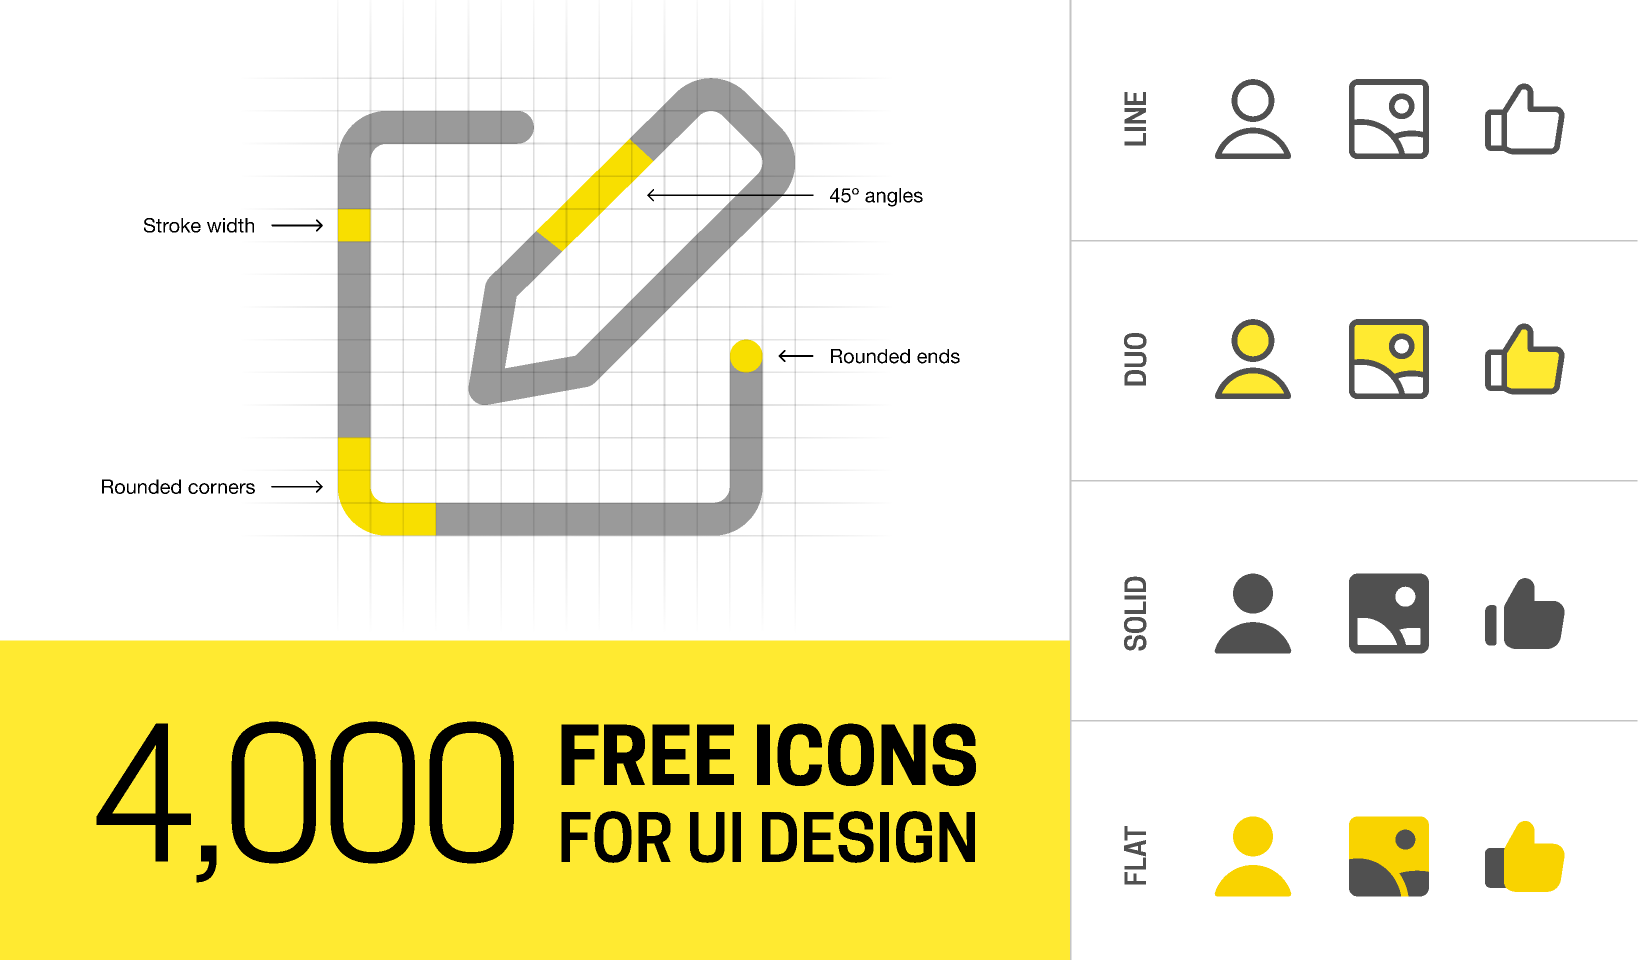 45º angles
Stroke width
Rounded ends
Rounded corners
4,000
FREE ICONS
FOR UI DESIGN
LINE
DUO
SOLID
FLAT